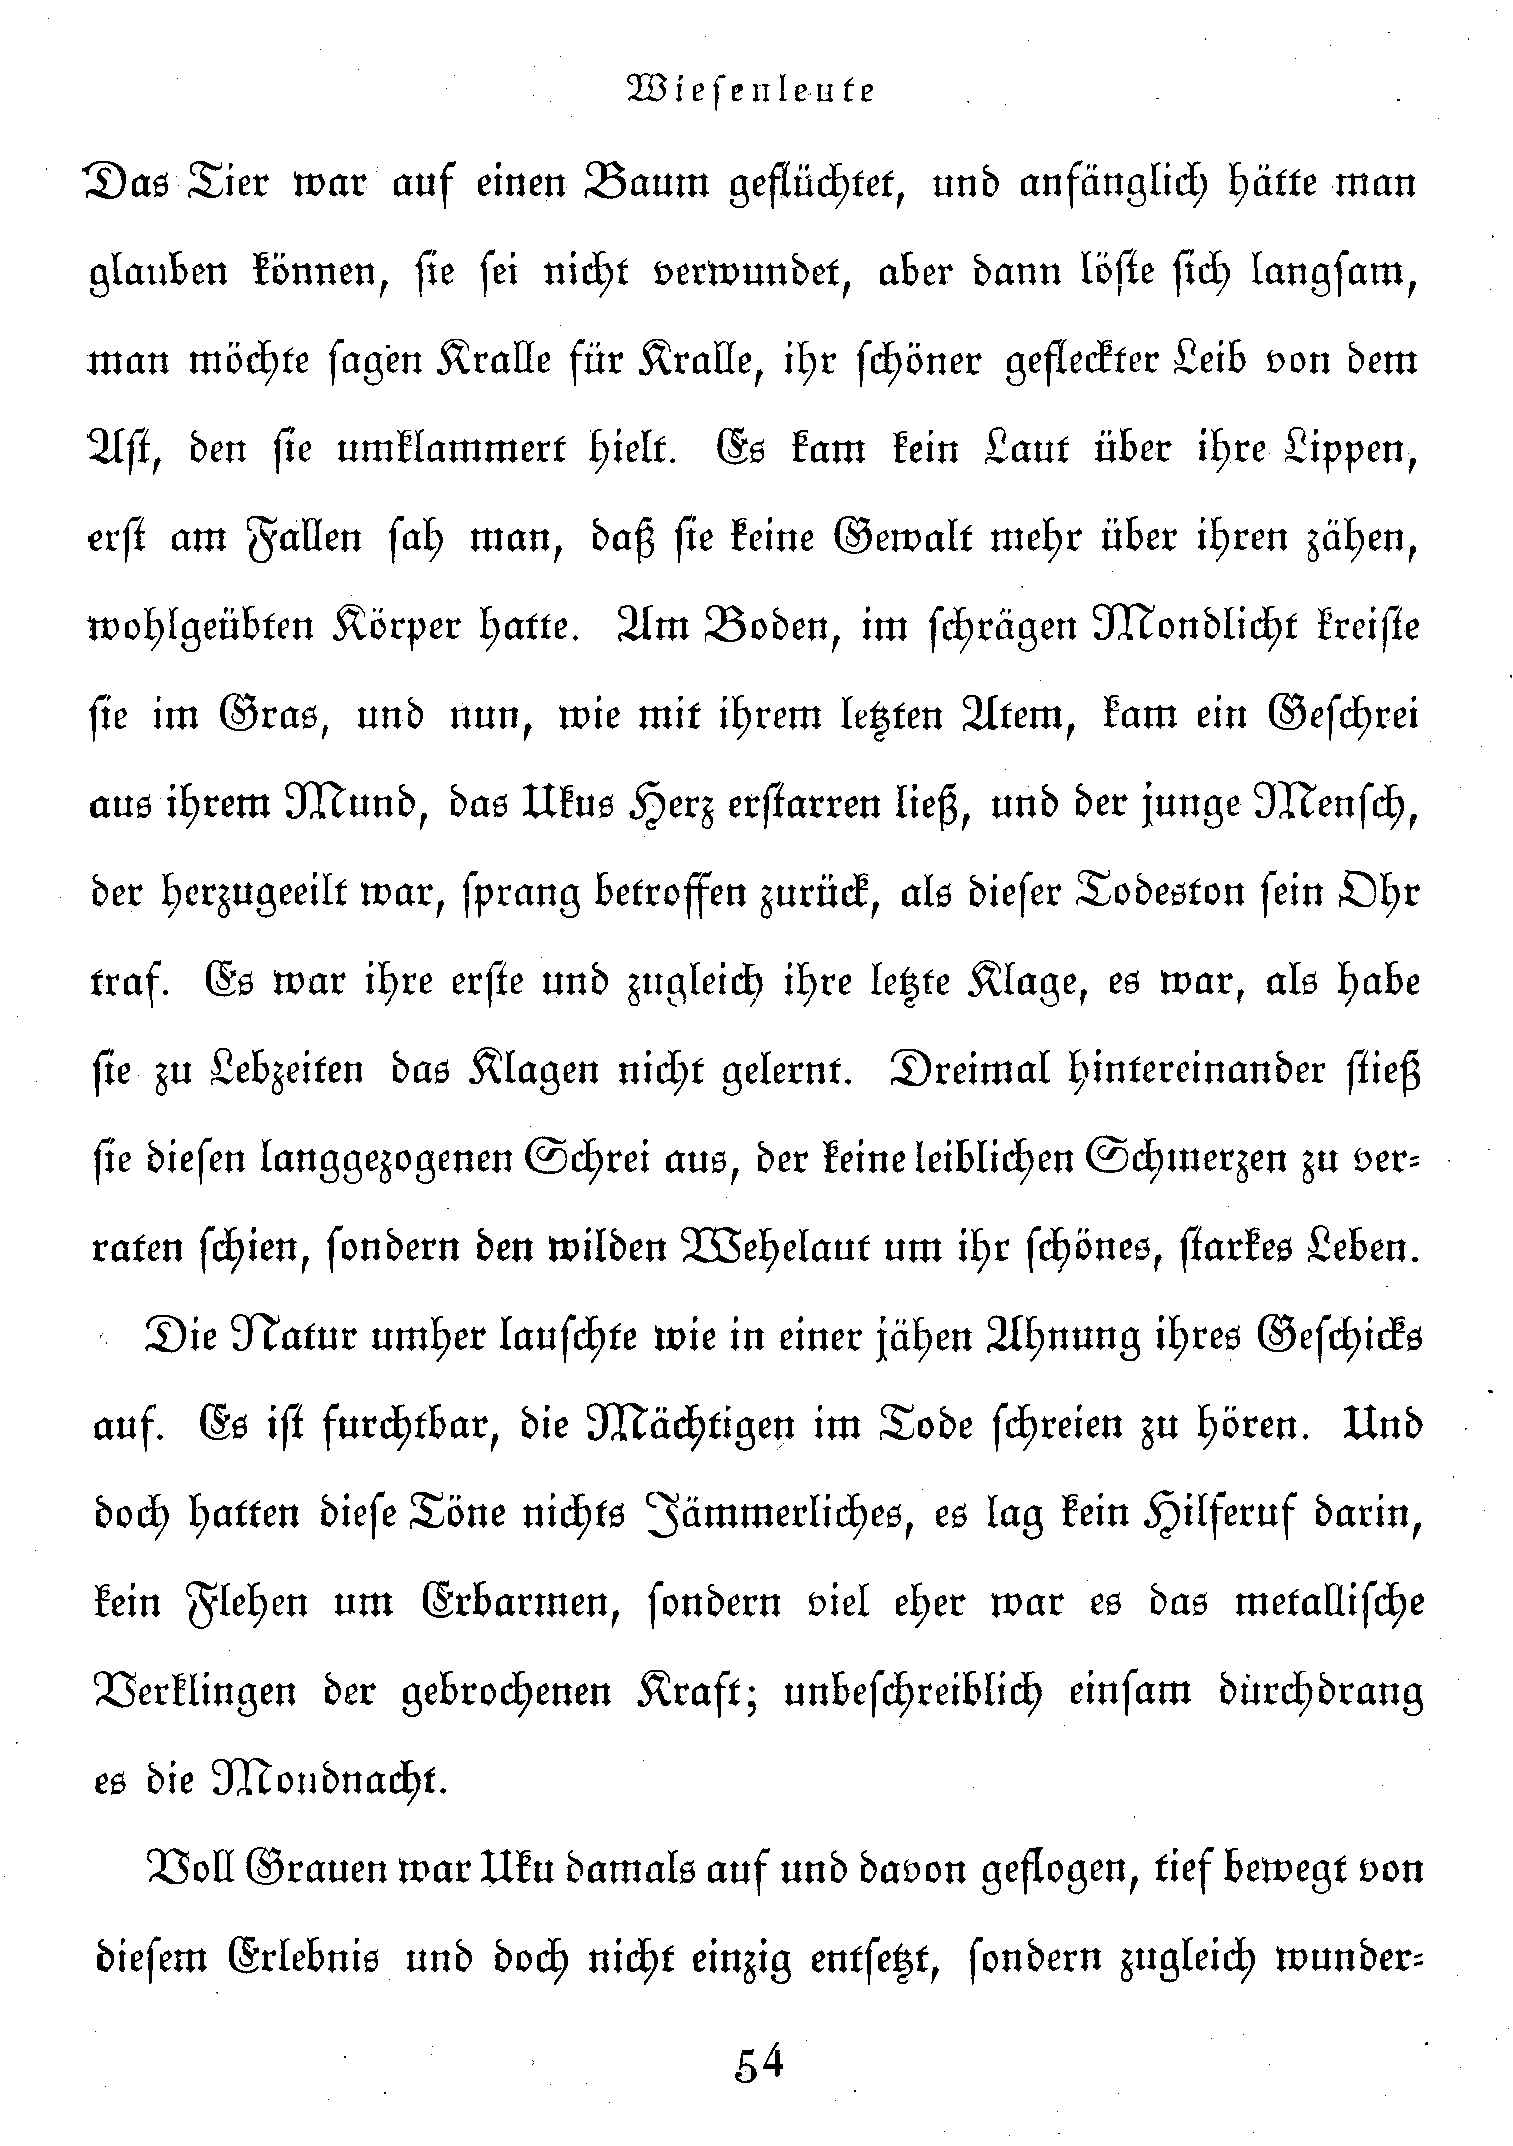 Wiesenleute
Das Tier war auf einen Baum geflüchtet, und anfänglich hätte man
glauben können, sie sei nicht verwundet, aber dann löste sich langsam,
man möchte sagen Kralle für Kralle, ihr schöner gefleckter Leib von dem
Ast, den sie umklammert hielt. Es kam kein Laut über ihre Lippen,
erst am Fallen sah man, daß sie keine Gewalt mehr über ihren zähen,
wohlgeübten Körper hatte. Am Boden, im schrägen Mondlicht kreiste
sie im Gras, und nun, wie mit ihrem letzten Atem, kam ein Geschrei
aus ihrem Mund, das Ukus Herz erstarren ließ, und der junge Mensch,
der herzugeeilt war, sprang betroffen zurück, als dieser Todeston sein Ohr
traf. Es war ihre erste und zugleich ihre letzte Klage, es war, als habe
sie zu Lebzeiten das Klagen nicht gelernt. Dreimal hintereinander stieß
sie diesen langgezogenen Schrei aus, der keine leiblichen Schmerzen zu ver-
raten schien, sondern den wilden Wehelaut um ihr schönes, starkes Leben.
Die Natur umher lauschte wie in einer jähen Ahnung ihres Geschicks
auf. Es ist furchtbar, die Mächtigen im Tode schreien zu hören. Und
doch hatten diese Töne nichts Jämmerliches, es lag kein Hilferuf darin,
kein Flehen um Erbarmen, sondern viel eher war es das metallische
Verklingen der gebrochenen Kraft; unbeschreiblich einsam durchdrang
es die Mondnacht.
Voll Grauen war Uku damals auf und davon geflogen, tief bewegt von
diesem Erlebnis und doch nicht einzig entsetzt, sondern zugleich wunder-
54